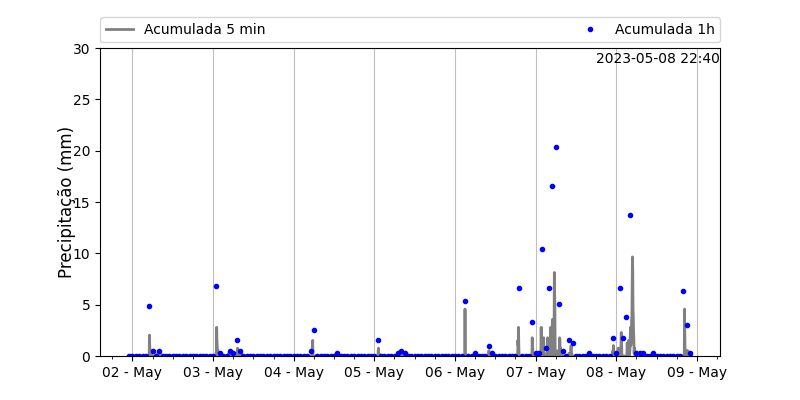 Acumulada 5 min
Acumulada 1h
2023-05-08 22:40
Precipitação (mm)
30
25
20
15
10
5
0
02 - May
03 - May
04 - May
05 - May
06 - May
07 - May
08 - May
09 - May